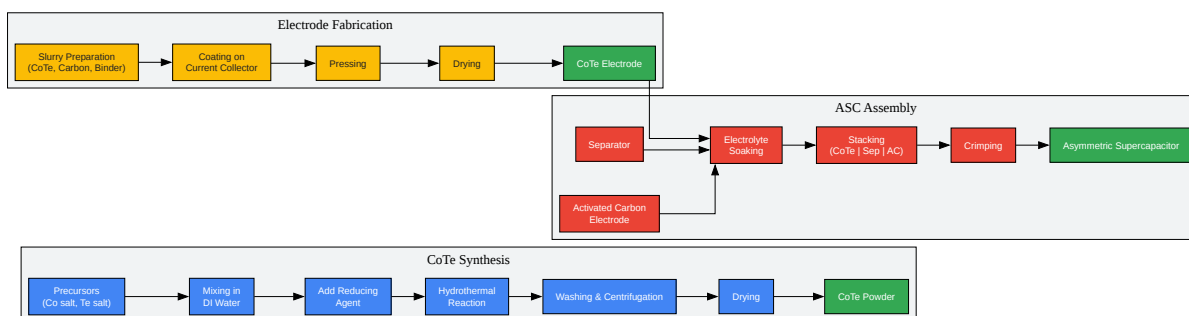 Electrode Fabrication
Slurry Preparation
(CoTe, Carbon, Binder)
Coating on
Current Collector
Pressing
Drying
CoTe Electrode
ASC Assembly
Separator
Activated Carbon
Electrode
Electrolyte
Soaking
Stacking
(CoTe | Sep | AC)
Crimping
Asymmetric Supercapacitor
CoTe Synthesis
Precursors
(Co salt, Te salt)
Mixing in
DI Water
Add Reducing
Agent
Hydrothermal
Reaction
Washing & Centrifugation
Drying
CoTe Powder